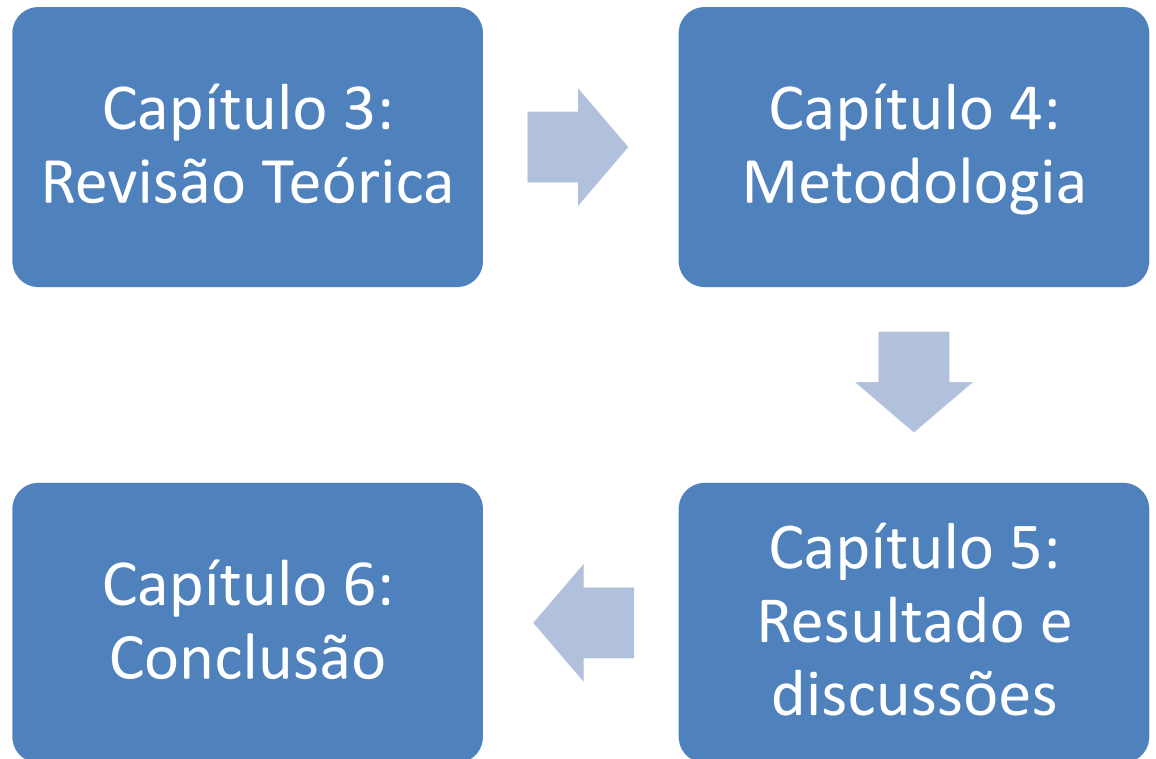 Capítulo 3:
Revisão Teórica
Capítulo 4:
Metodologia
Capítulo 5:
Resultado e
discussões
Capítulo 6:
Conclusão